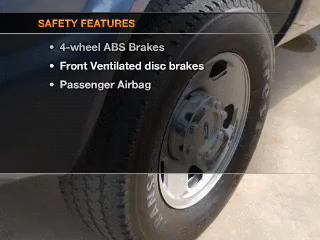 SAFETY FEATURES
• 4-wheel ABS Brakes
• Front Ventilated disc brakes
• Passenger Airbag